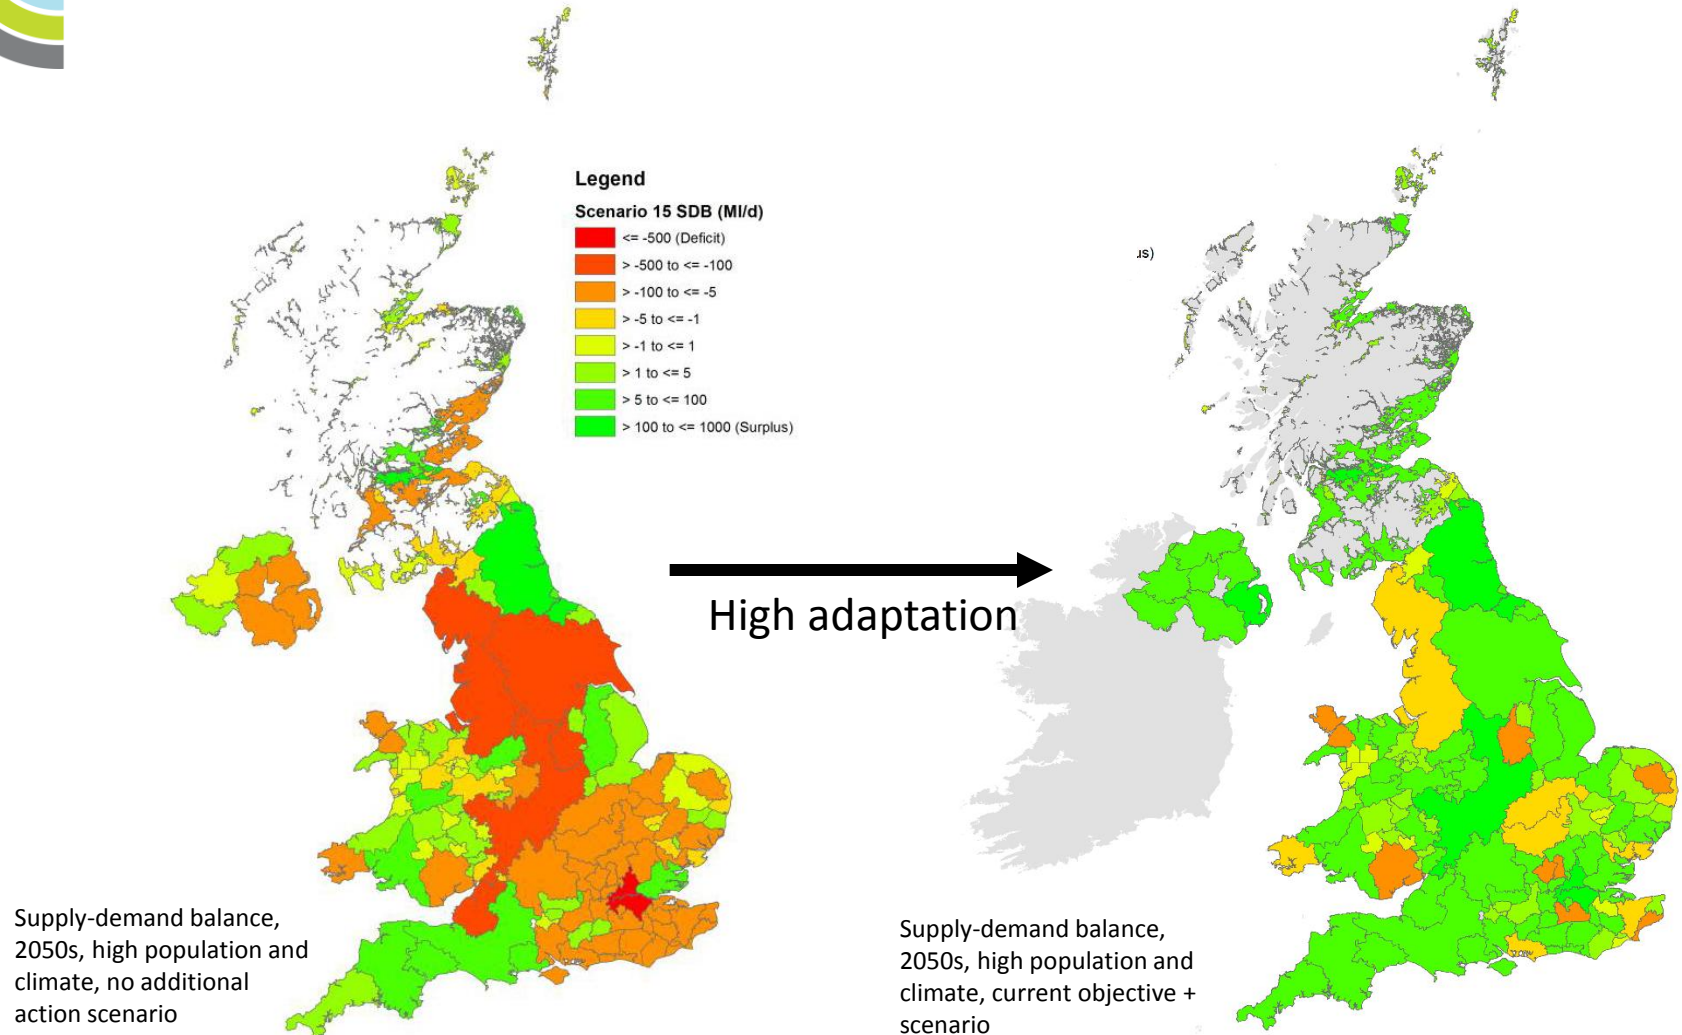 Legend
Scenario 15 SDB (Ml/d)
<= -500 (Deficit)
> -500 to <= -100
> -100 to <= -5
> -5 to <= -1
> -1 to <= 1
> 1 to <= 5
> 5 to <= 100
> 100 to <= 1000 (Surplus)
us)
High adaptation
Supply-demand balance,
2050s, high population and
climate, no additional
action scenario
Supply-demand balance,
2050s, high population and
climate, current objective +
scenario